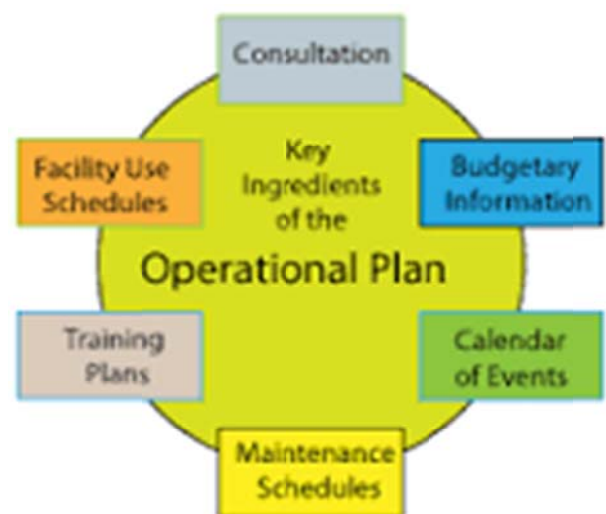 Consultation
Key
Ingredients
of the
Operational Plan
Budgetary
Information
Calendar
of Events
Maintenance
Schedules
Training
Plans
Facility Use
Schedules